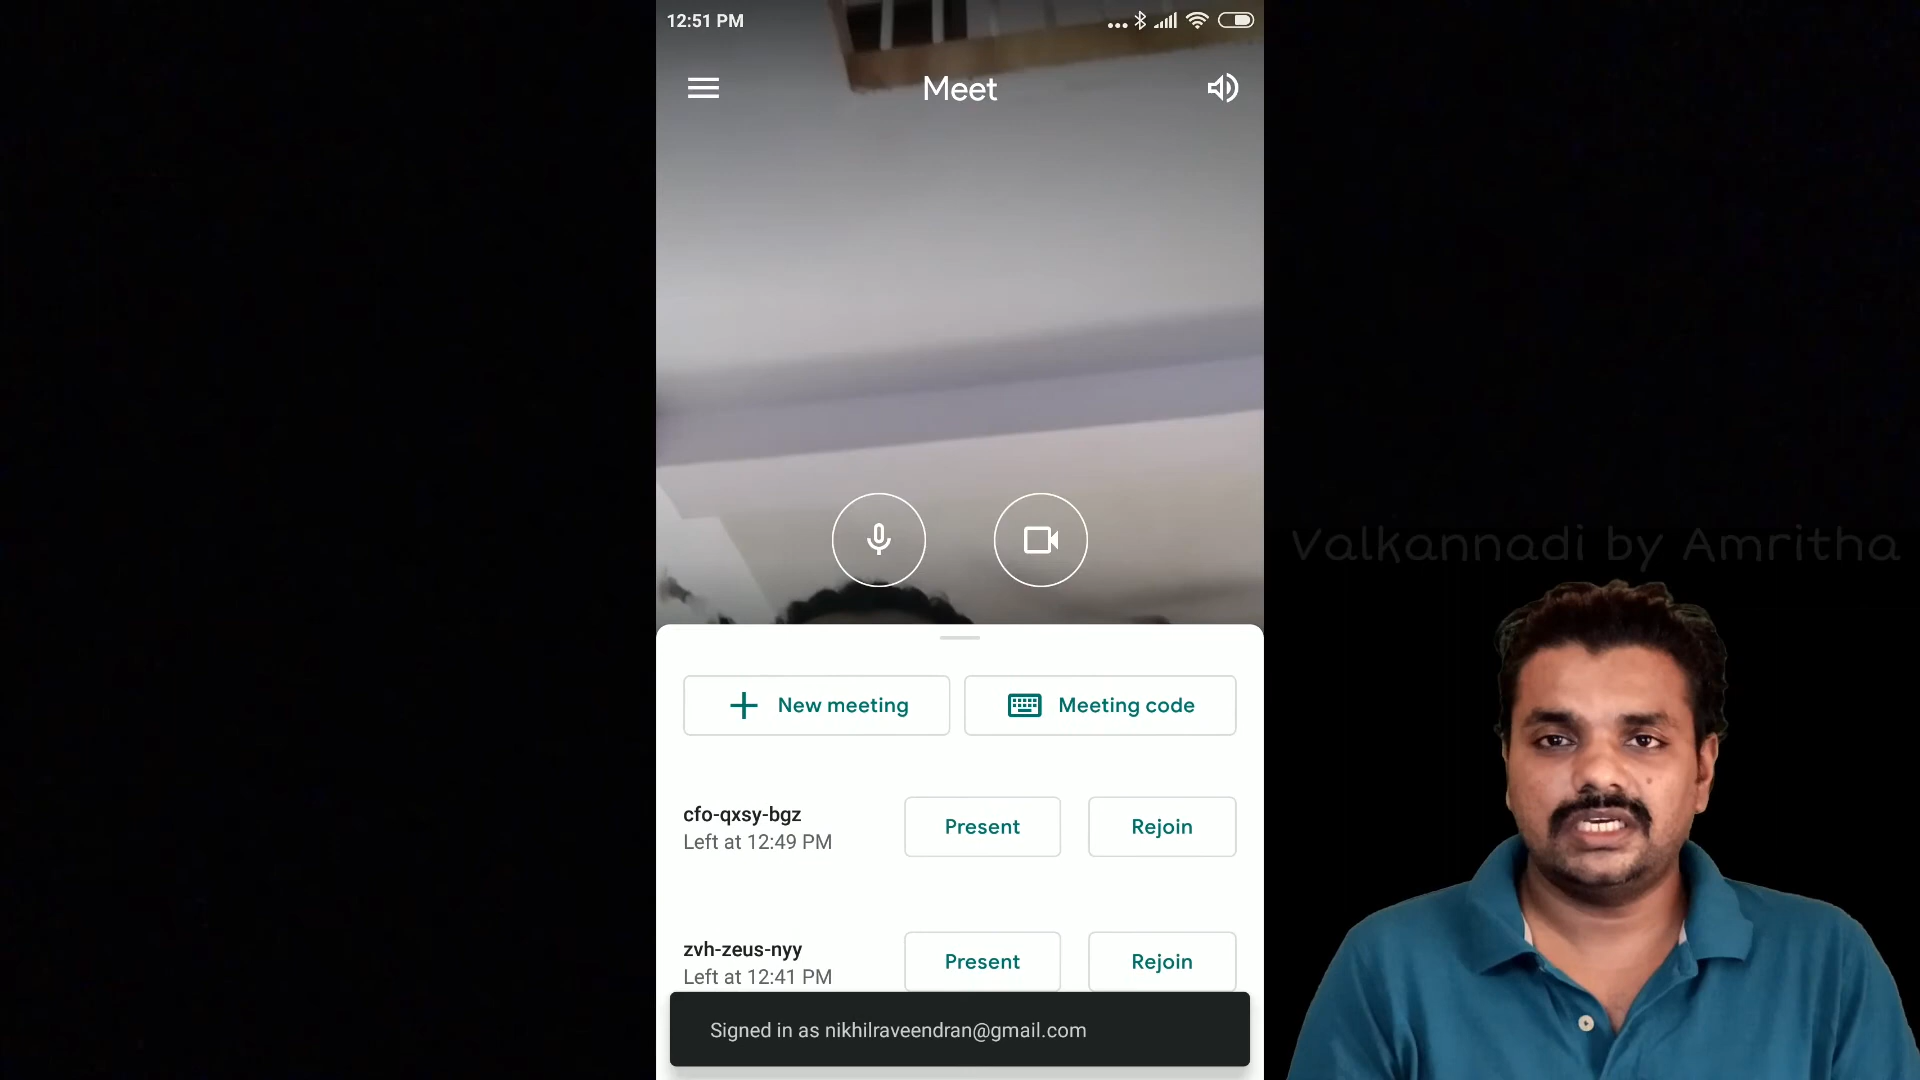 12:51 PM
Meet
Valkannadi by Amritha
New meeting
Meeting code
cfo-qxsy-bgz
Left at 12:49 PM
Present
Rejoin
zvh-zeus-nyy
Left at 12:41 PM
Present
Rejoin
Signed in as nikhilraveendran@gmail.com